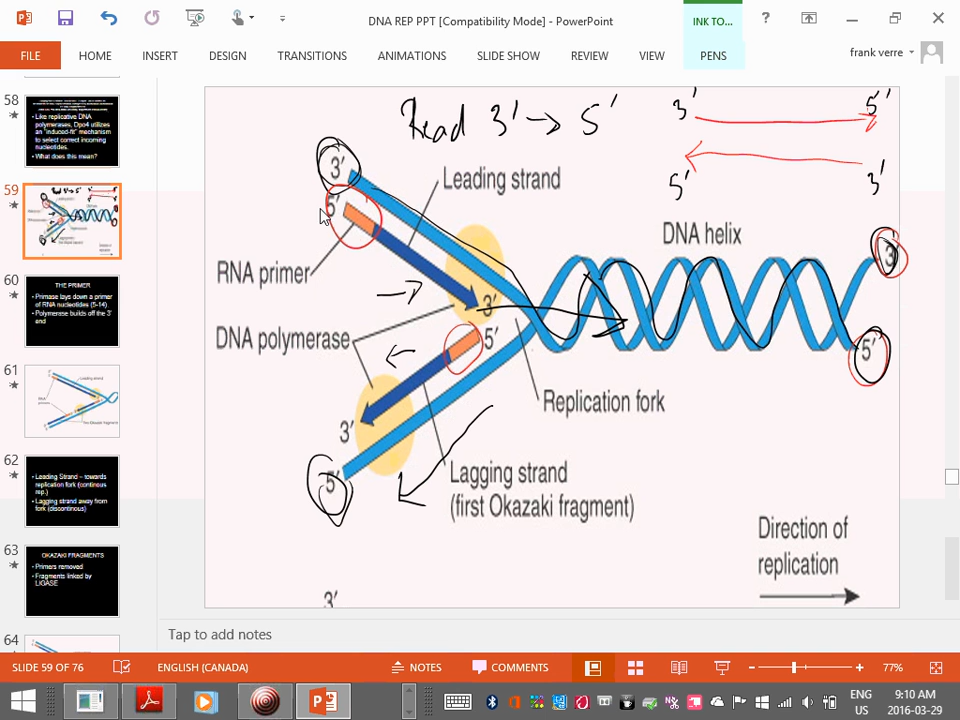 DNA REP PPT [Compatibility Mode] - PowerPoint
INK TO...
?
FILE
HOME
INSERT
DESIGN
TRANSITIONS
ANIMATIONS
SLIDE SHOW
REVIEW
VIEW
PENS
frank verre
58
Like replicative DNA
polymerases, Dpo4 utilizes
an "induced-fit" mechanism
to select correct incoming
nucleotides.
What does this mean?
59
60
THE PRIMER
Primase lays down a primer
of RNA nucleotides (5-14)
Polymerase builds off the 3'
end
61
62
Leading Strand – towards
replication fork (continous
rep.)
Lagging strand away from
fork (discontinous)
63
OKAZAKI FRAGMENTS
Primers removed
Fragments linked by
LIGASE
64
Read 3' → 5'
3'
5'
5'
3'
3'
Leading strand
5'
DNA helix
3'
RNA primer
3'
DNA polymerase
5'
5'
Replication fork
3'
5'
Lagging strand
(first Okazaki fragment)
Direction of
replication
3'
Tap to add notes
SLIDE 59 OF 76
ENGLISH (CANADA)
NOTES
COMMENTS
77%
ENG
US
9:10 AM
2016-03-29